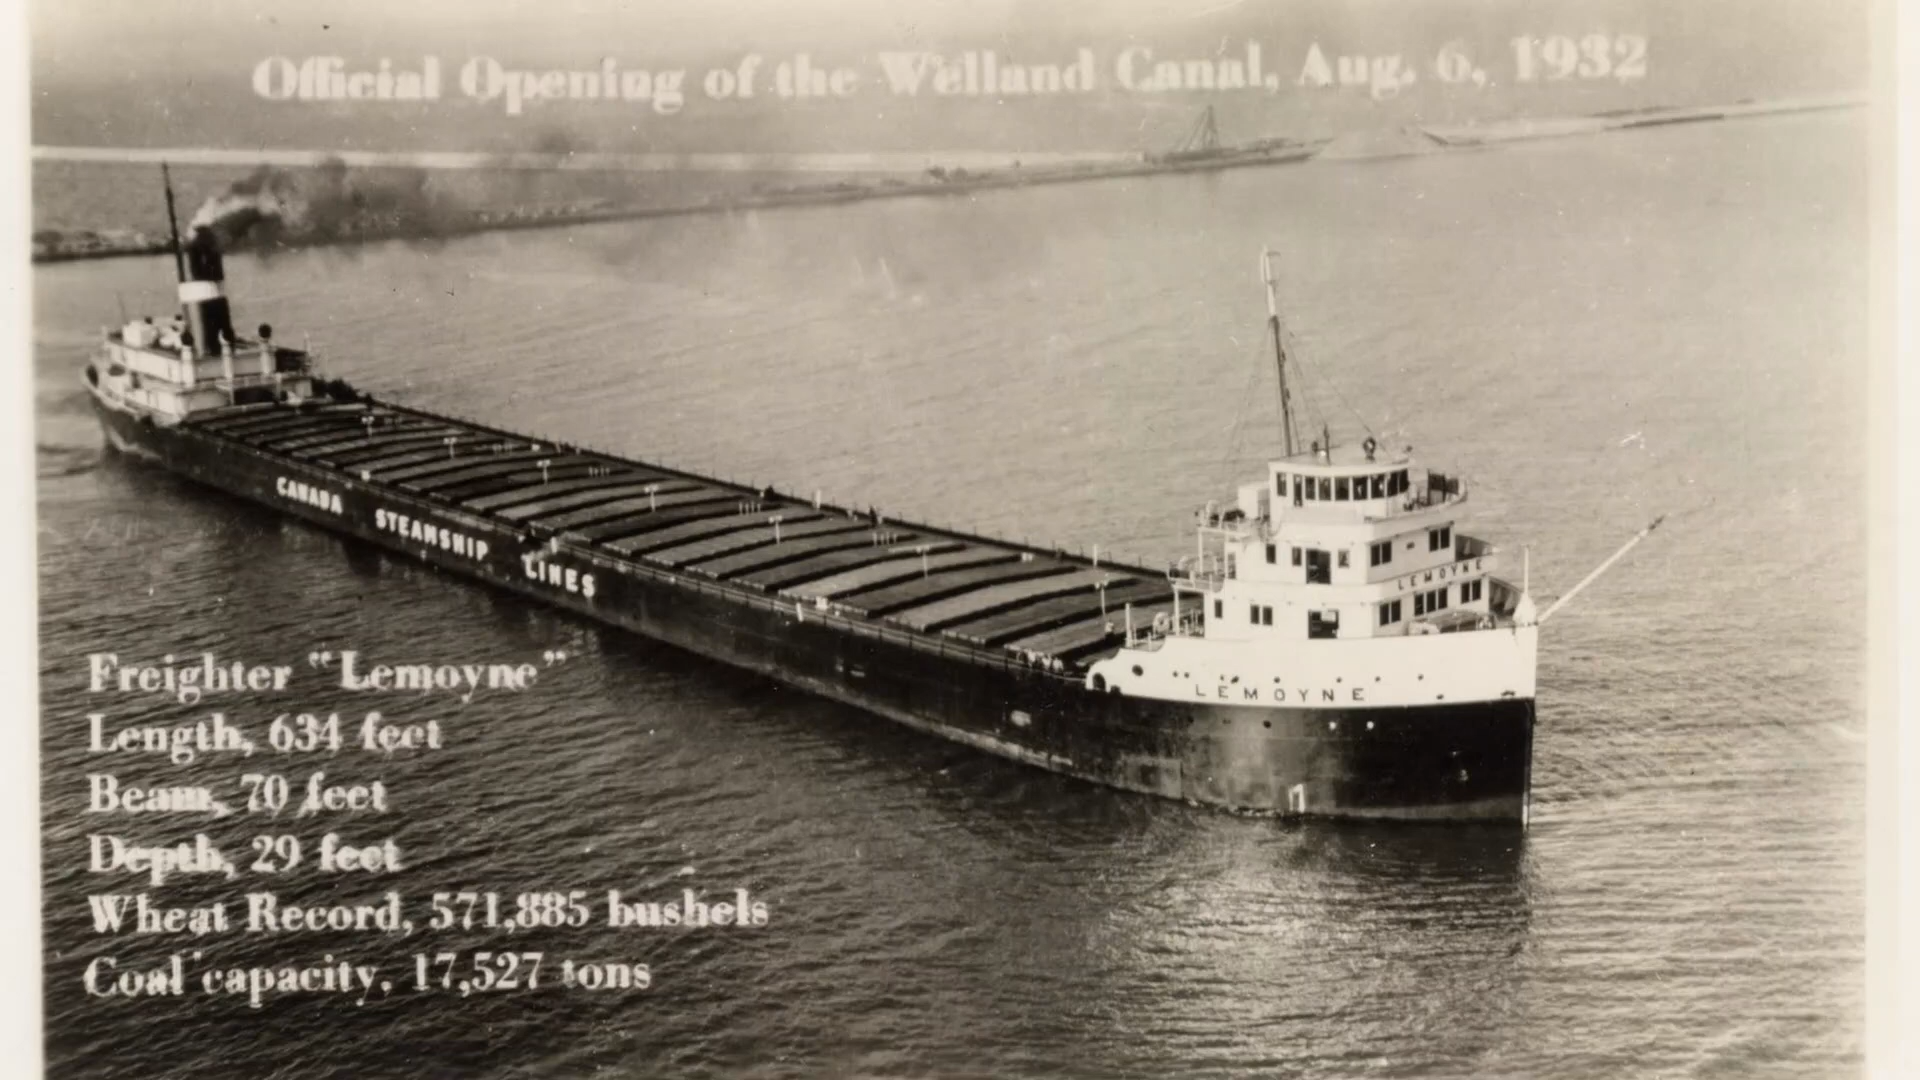 Official Opening of the Welland Canal, Aug. 6, 1932
CANADA STEAMSHIP LINES
LEMOYNE
LEMOYNE
Freighter "Lemoyne"
Length, 634 feet
Beam, 70 feet
Depth, 29 feet
Wheat Record, 571,885 bushels
Coal capacity, 17,527 tons